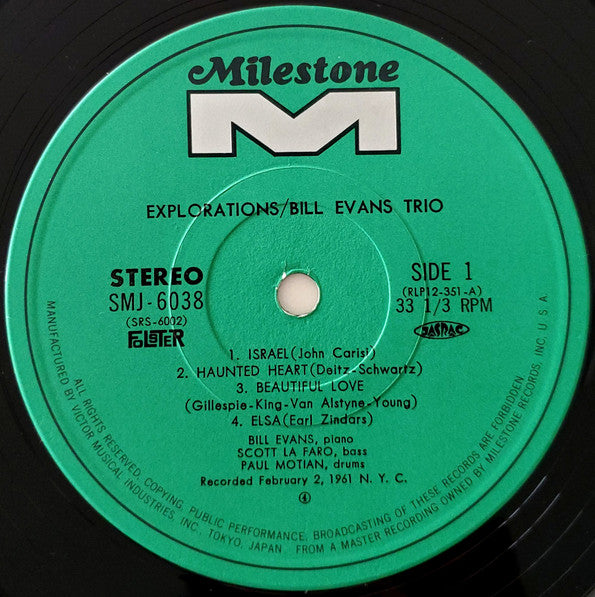 Milestone
M
EXPLORATIONS/BILL EVANS TRIO
STEREO
SMJ-6038
(SRS-6002)
SIDE 1
(RLP12-351-A)
33 1/3 RPM
JASRAC
1. ISRAEL(John Carisi)
2. HAUNTED HEART(Deitz-Schwartz)
3. BEAUTIFUL LOVE
(Gillespie-King-Van Alstyne-Young)
4. ELSA(Earl Zindars)
BILL EVANS, piano
SCOTT LA FARO, bass
PAUL MOTIAN, drums
Recorded February 2, 1961 N. Y. C.
4
ALL RIGHTS RESERVED. COPYING, PUBLIC PERFORMANCE, BROADCASTING OF THESE RECORDS ARE FORBIDDEN.
MANUFACTURED BY VICTOR MUSICAL INDUSTRIES, INC., TOKYO, JAPAN FROM A MASTER RECORDING OWNED BY MILESTONE RECORDS, INC. U.S.A.